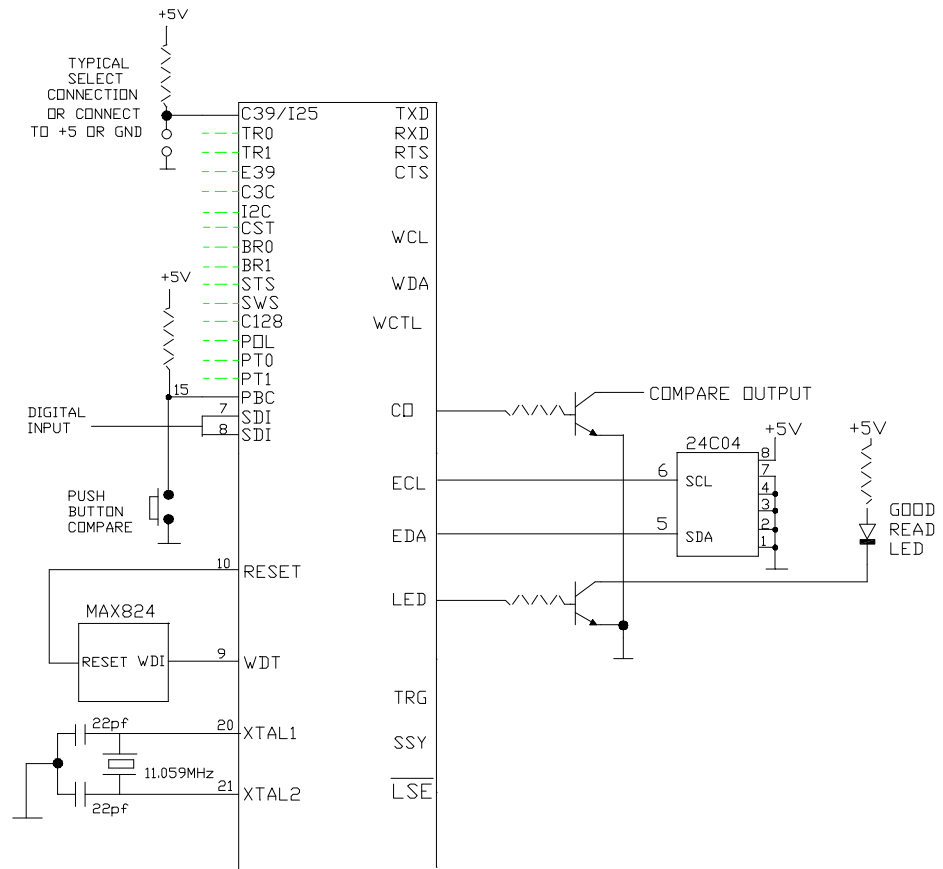 +5V
TYPICAL
SELECT
CONNECTION
OR CONNECT
TO +5 OR GND
C39/I25
TR0
TR1
E39
C3C
I2C
CST
BR0
BR1
STS
SWS
C128
POL
PT0
PT1
PBC
SDI
SDI
+5V
15
7
8
DIGITAL
INPUT
PUSH
BUTTON
COMPARE
10
RESET
MAX824
RESET WDI
9
WDT
22pf
20
XTAL1
11.059MHz
21
XTAL2
22pf
TXD
RXD
RTS
CTS
WCL
WDA
WCTL
CO
ECL
EDA
LED
TRG
SSY
LSE
COMPARE OUTPUT
24C04
+5V
6
SCL
5
SDA
8
7
4
3
2
1
+5V
GOOD
READ
LED